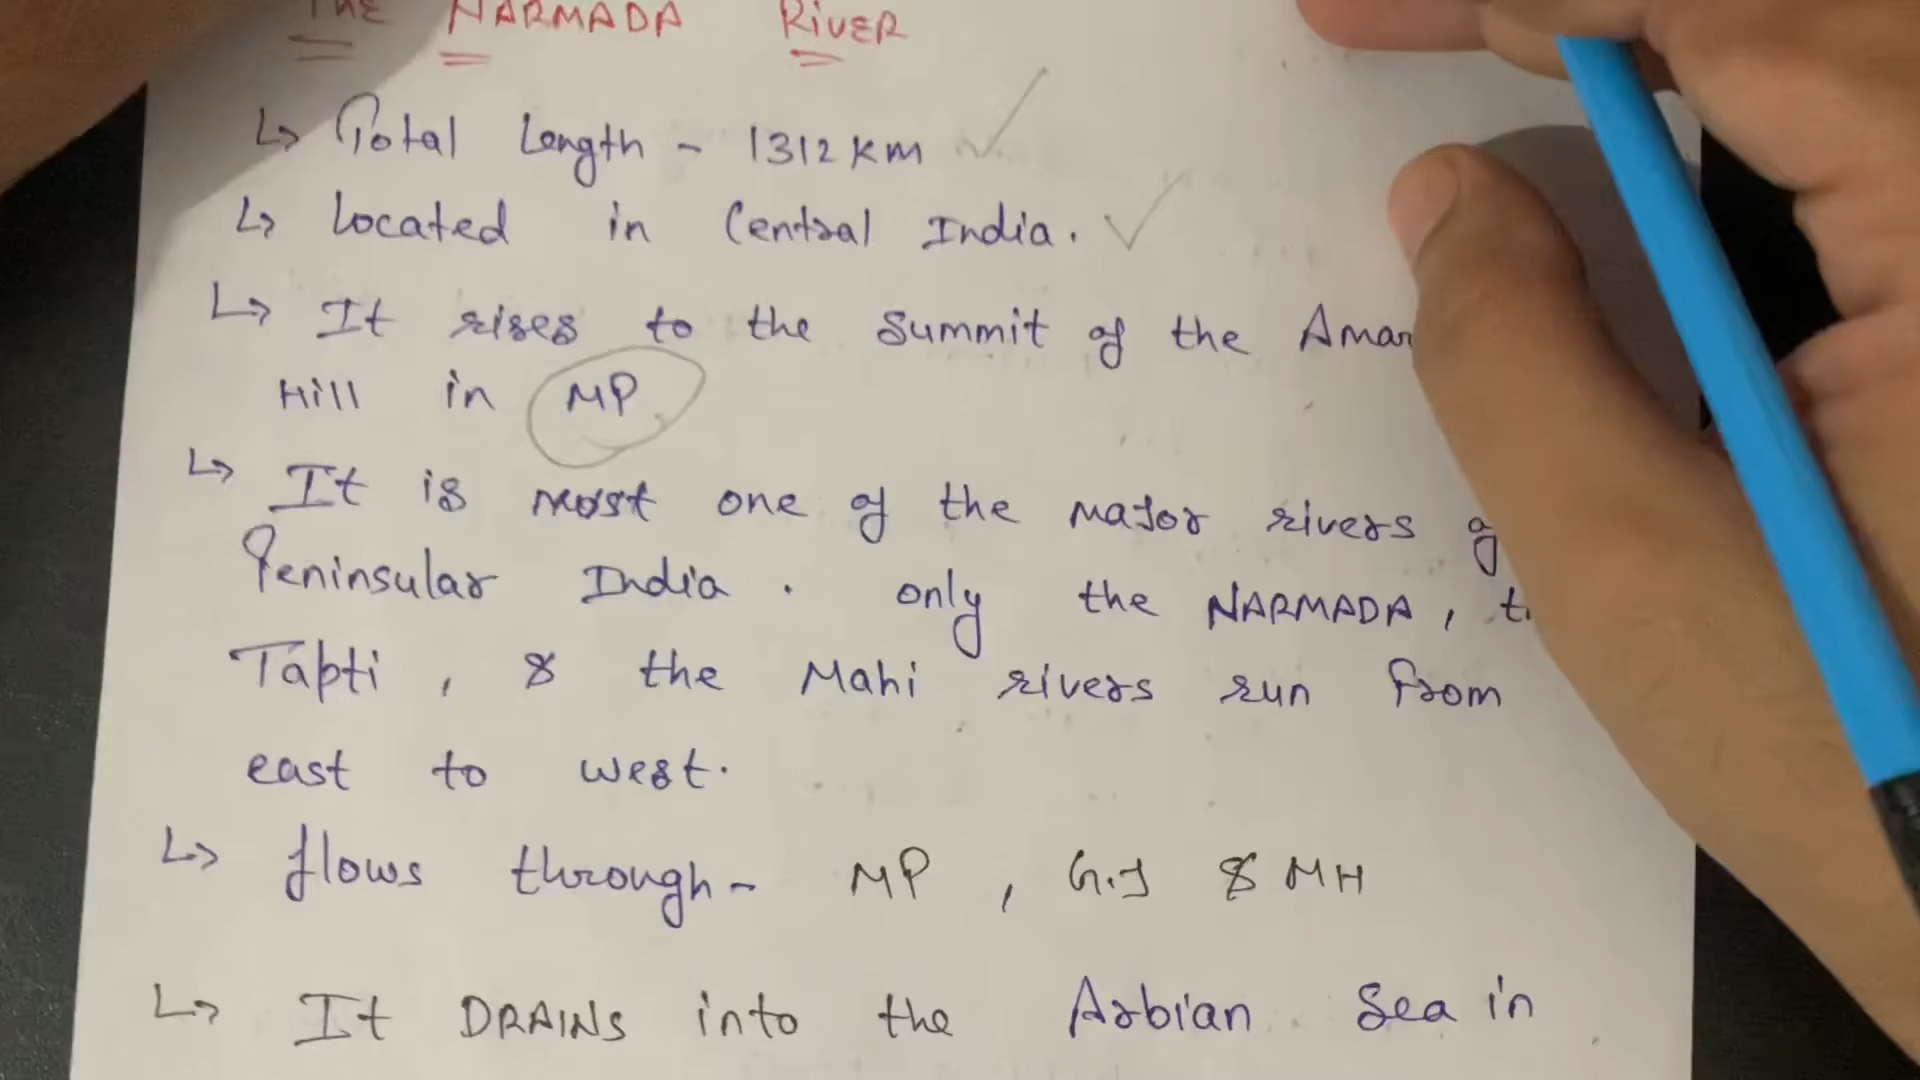 THE NARMADA RIVER
↳ Total Length - 1312 KM ✓
↳ Located in Central India. ✓
↳ It rises to the Summit of the Amar
Hill in MP
↳ It is most one of the major rivers of
Peninsular India. only the NARMADA,
Tapti, & the Mahi rivers run from
east to west.
↳ flows through - MP, G.J & MH
↳ It DRAINS into the Arbian Sea in